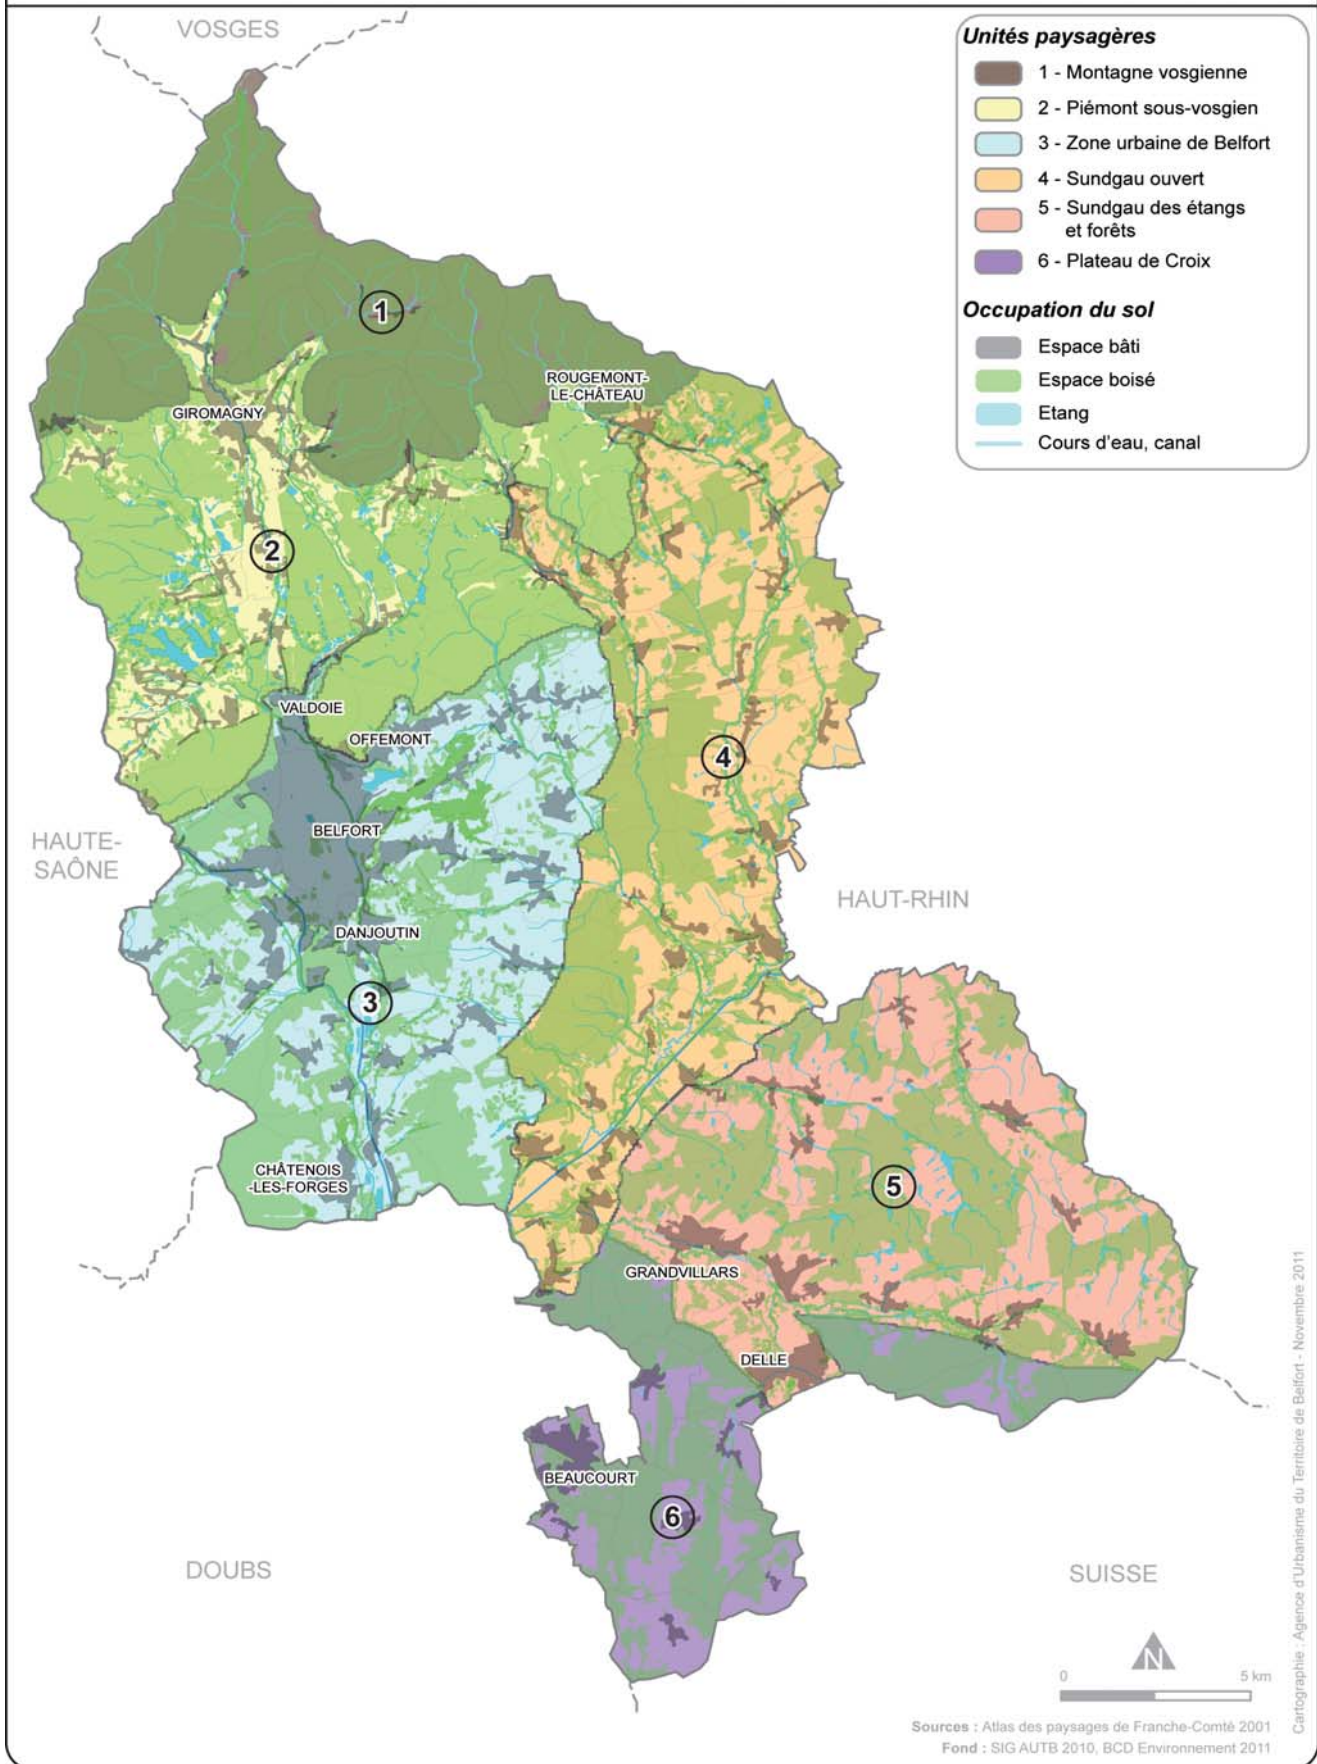 VOSGES
Unités paysagères
1 - Montagne vosgienne
2 - Piémont sous-vosgien
3 - Zone urbaine de Belfort
4 - Sundgau ouvert
5 - Sundgau des étangs
et forêts
6 - Plateau de Croix
Occupation du sol
Espace bâti
Espace boisé
Etang
Cours d'eau, canal
1
ROUGEMONT-
LE-CHÂTEAU
GIROMAGNY
2
VALDOIE
OFFEMONT
4
BELFORT
HAUTE-
SAÔNE
HAUT-RHIN
DANJOUTIN
3
CHÂTENOIS
-LES-FORGES
5
GRANDVILLARS
DELLE
BEAUCOURT
6
DOUBS
SUISSE
N
0 5 km
Sources : Atlas des paysages de Franche-Comté 2001
Fond : SIG AUTB 2010, BCD Environnement 2011
Cartographie : Agence d'Urbanisme du Territoire de Belfort - Novembre 2011